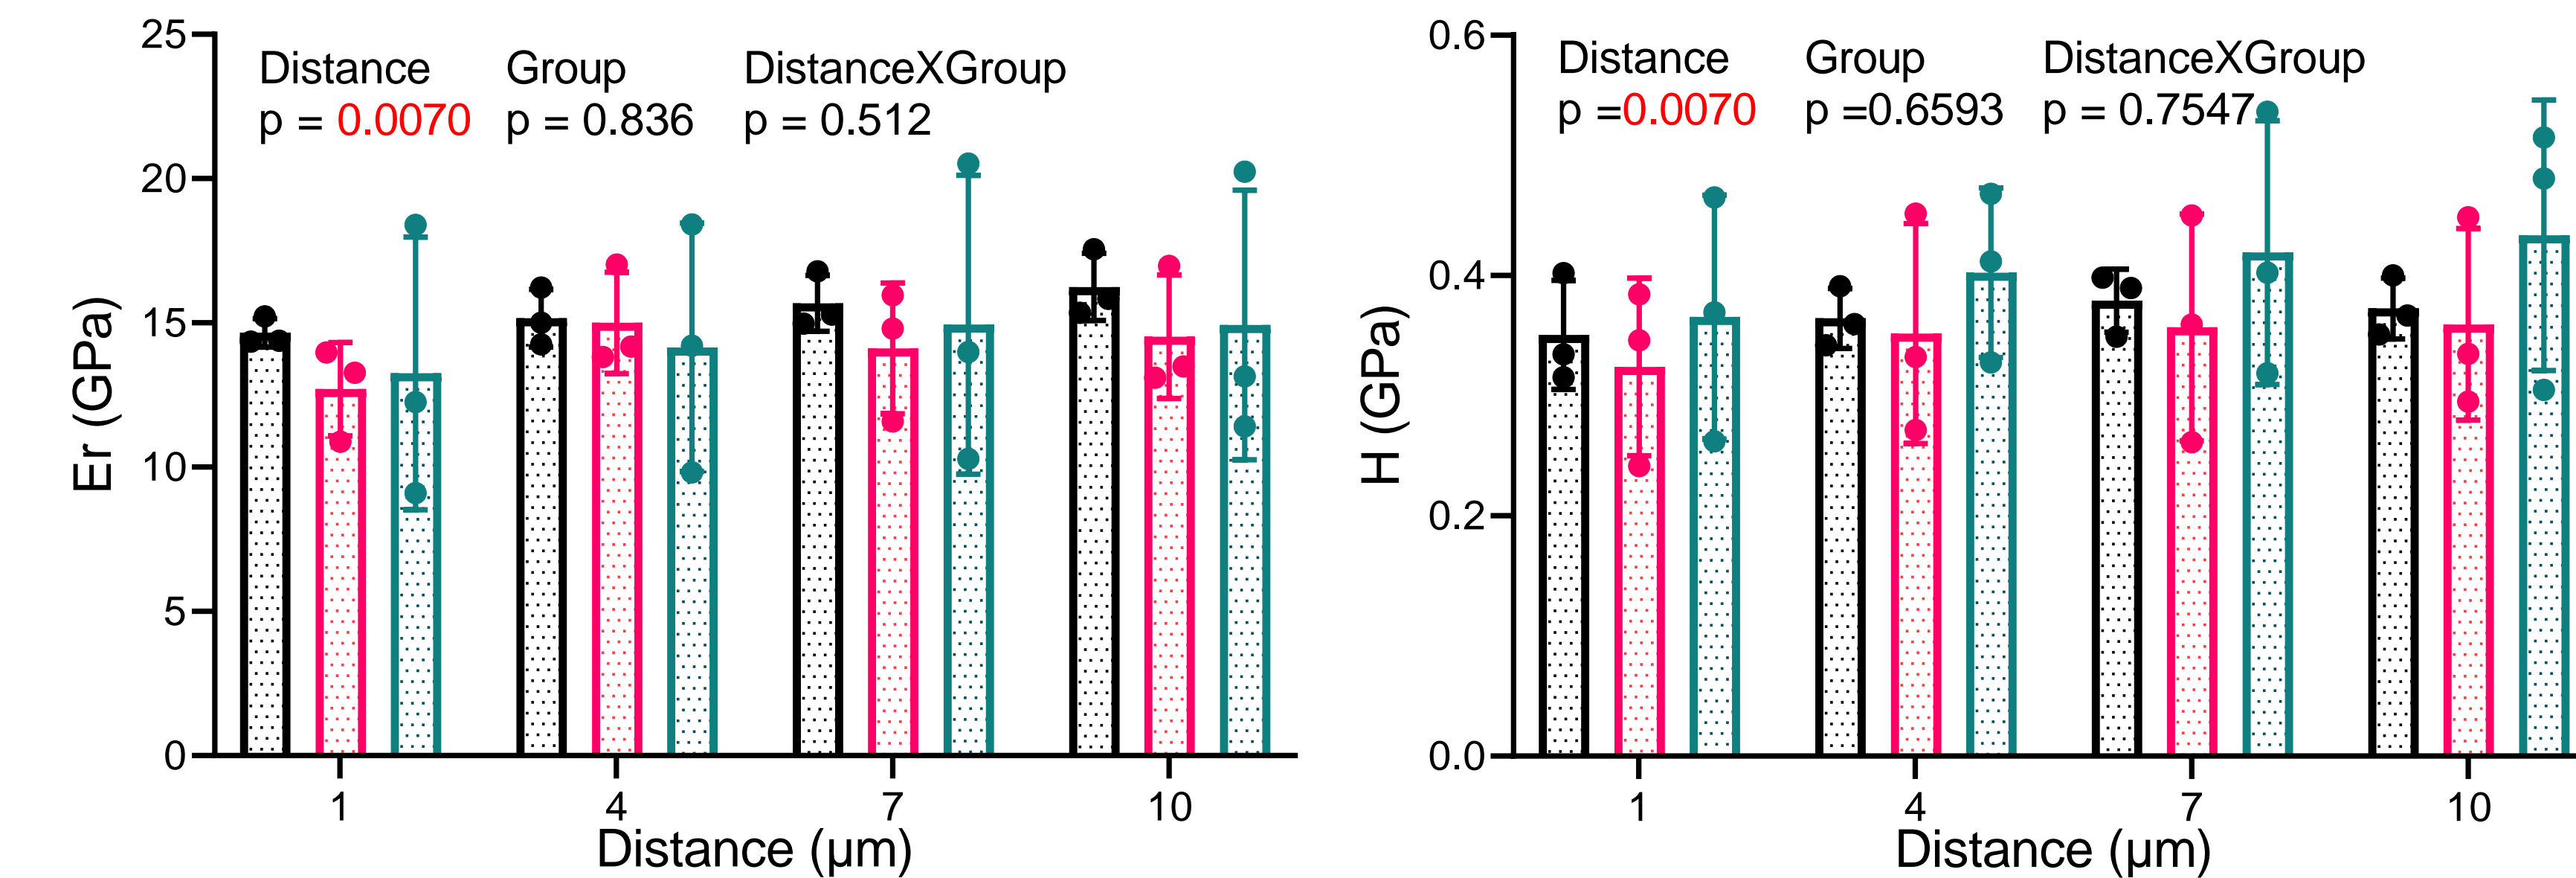 25
20
15
10
5
0
Er (GPa)
Distance Group DistanceXGroup
p = 0.0070 p = 0.836 p = 0.512
1 4 7 10
Distance (µm)
0.6
0.4
0.2
0.0
H (GPa)
Distance Group DistanceXGroup
p =0.0070 p =0.6593 p = 0.7547
1 4 7 10
Distance (µm)